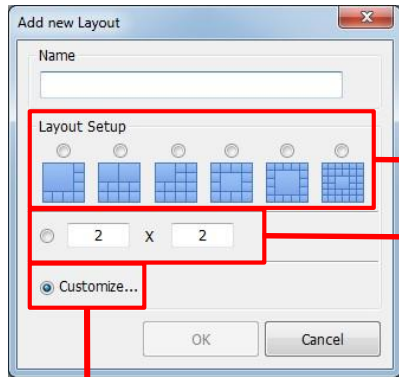 Add new Layout
Name
Layout Setup
2 X 2
Customize...
OK Cancel